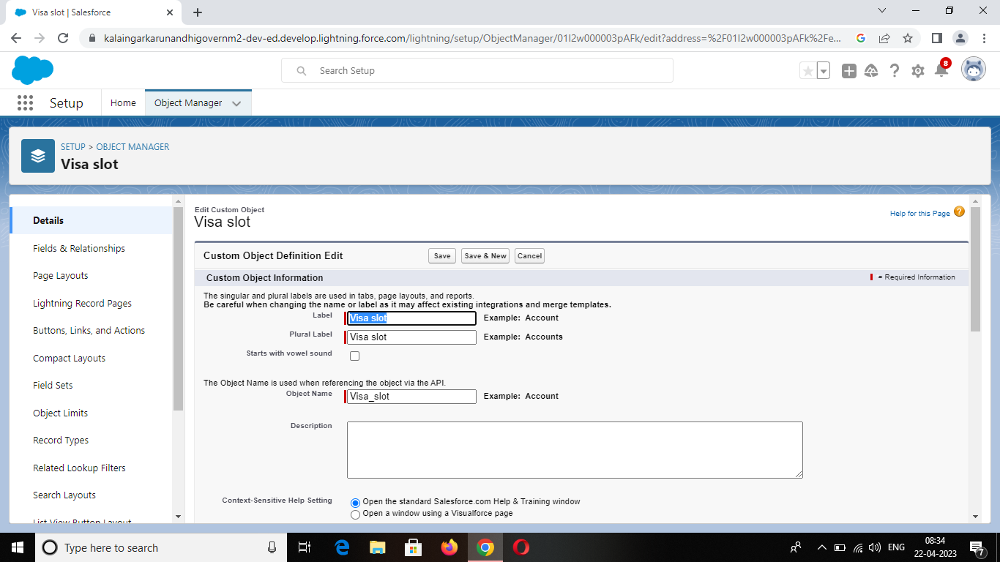 Visa slot | Salesforce
kalaingarkarunandhigovernm2-dev-ed.develop.lightning.force.com/lightning/setup/ObjectManager/01I2w000003pAFk/edit?address=%2F01I2w000003pAFk%2Fe...
Search Setup
8
Setup
Home
Object Manager
SETUP > OBJECT MANAGER
Visa slot
Details
Fields & Relationships
Page Layouts
Lightning Record Pages
Buttons, Links, and Actions
Compact Layouts
Field Sets
Object Limits
Record Types
Related Lookup Filters
Search Layouts
List View Button Layout
Edit Custom Object
Visa slot
Help for this Page ?
Custom Object Definition Edit
Save
Save & New
Cancel
Custom Object Information
= Required Information
The singular and plural labels are used in tabs, page layouts, and reports.
Be careful when changing the name or label as it may affect existing integrations and merge templates.
Label Visa slot Example: Account
Plural Label Visa slot Example: Accounts
Starts with vowel sound
The Object Name is used when referencing the object via the API.
Object Name Visa_slot Example: Account
Description
Context-Sensitive Help Setting Open the standard Salesforce.com Help & Training window
Open a window using a Visualforce page
Type here to search
ENG
08:34
22-04-2023
7